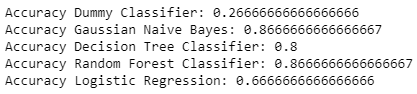 Accuracy Dummy Classifier: 0.26666666666666666
Accuracy Gaussian Naive Bayes: 0.8666666666666667
Accuracy Decision Tree Classifier: 0.8
Accuracy Random Forest Classifier: 0.8666666666666667
Accuracy Logistic Regression: 0.6666666666666666